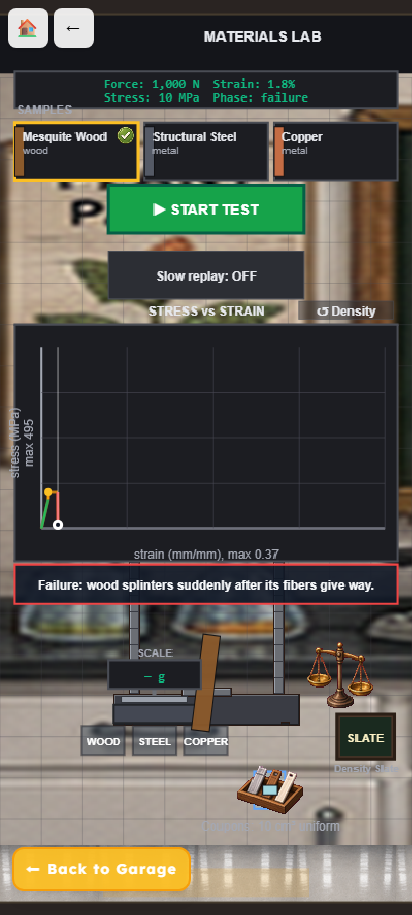 MATERIALS LAB
Force: 1,000 N Strain: 1.8%
Stress: 10 MPa Phase: failure
SAMPLES
Mesquite Wood
wood
Structural Steel
metal
Copper
metal
▶ START TEST
Slow replay: OFF
STRESS vs STRAIN
↺ Density
stress (MPa)
max 495
strain (mm/mm), max 0.37
Failure: wood splinters suddenly after its fibers give way.
SCALE
— g
WOOD
STEEL
COPPER
SLATE
← Back to Garage